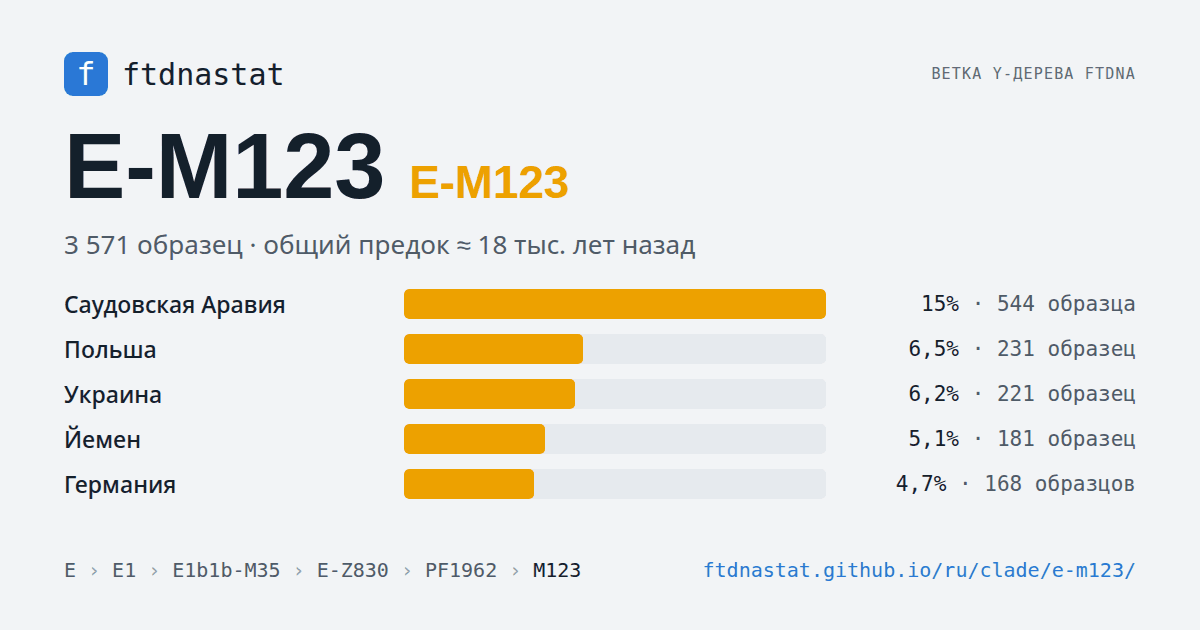 f ftdnastat
ВЕТКА Y-ДЕРЕВА FTDNA
E-M123 E-M123
3 571 образец · общий предок ≈ 18 тыс. лет назад
Саудовская Аравия 15% · 544 образца
Польша 6,5% · 231 образец
Украина 6,2% · 221 образец
Йемен 5,1% · 181 образец
Германия 4,7% · 168 образцов
E › E1 › E1b1b-M35 › E-Z830 › PF1962 › M123
ftdnastat.github.io/ru/clade/e-m123/